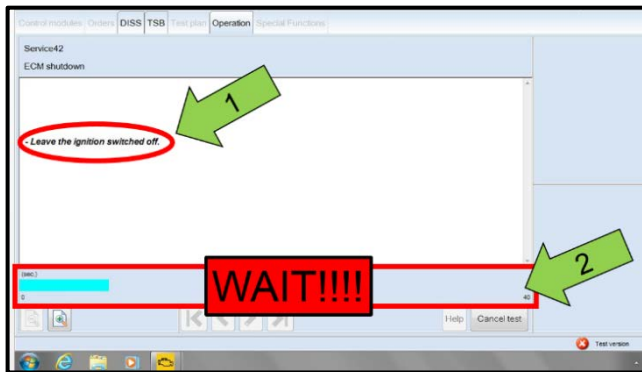 Control modules Orders DISS TSB Test plan Operation Special Functions
Service42
ECM shutdown
1
- Leave the ignition switched off.
2
(sec.)
WAIT!!!!
0 40
Help Cancel test
Test version